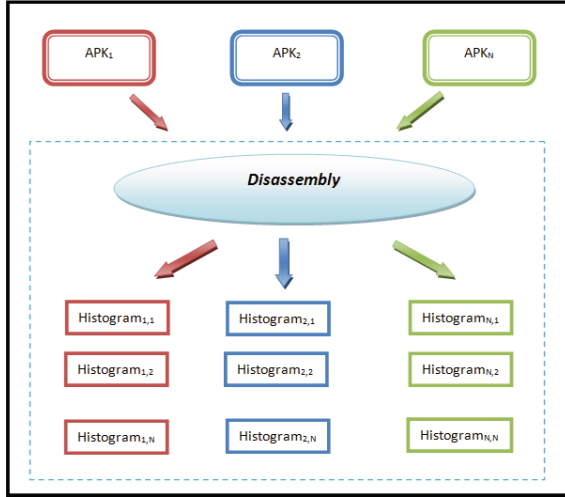 APK₁ APK₂ APKN
Disassembly
Histogram₁,₁ Histogram₂,₁ HistogramN,₁
Histogram₁,₂ Histogram₂,₂ HistogramN,₂
Histogram₁,N Histogram₂,N HistogramN,N